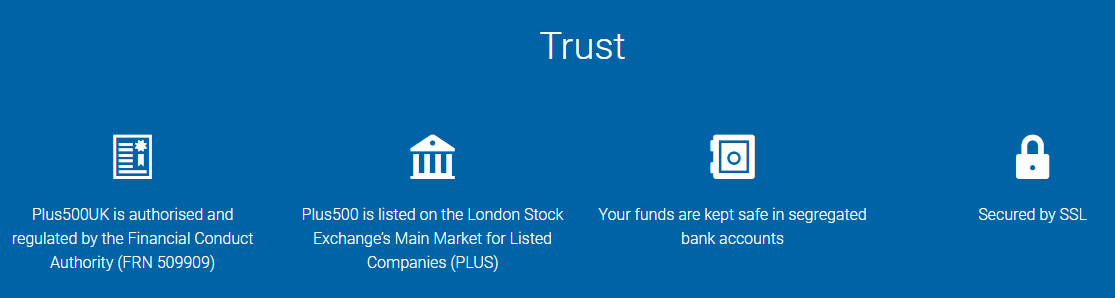 Trust
Plus500UK is authorised and
regulated by the Financial Conduct
Authority (FRN 509909)
Plus500 is listed on the London Stock
Exchange’s Main Market for Listed
Companies (PLUS)
Your funds are kept safe in segregated
bank accounts
Secured by SSL